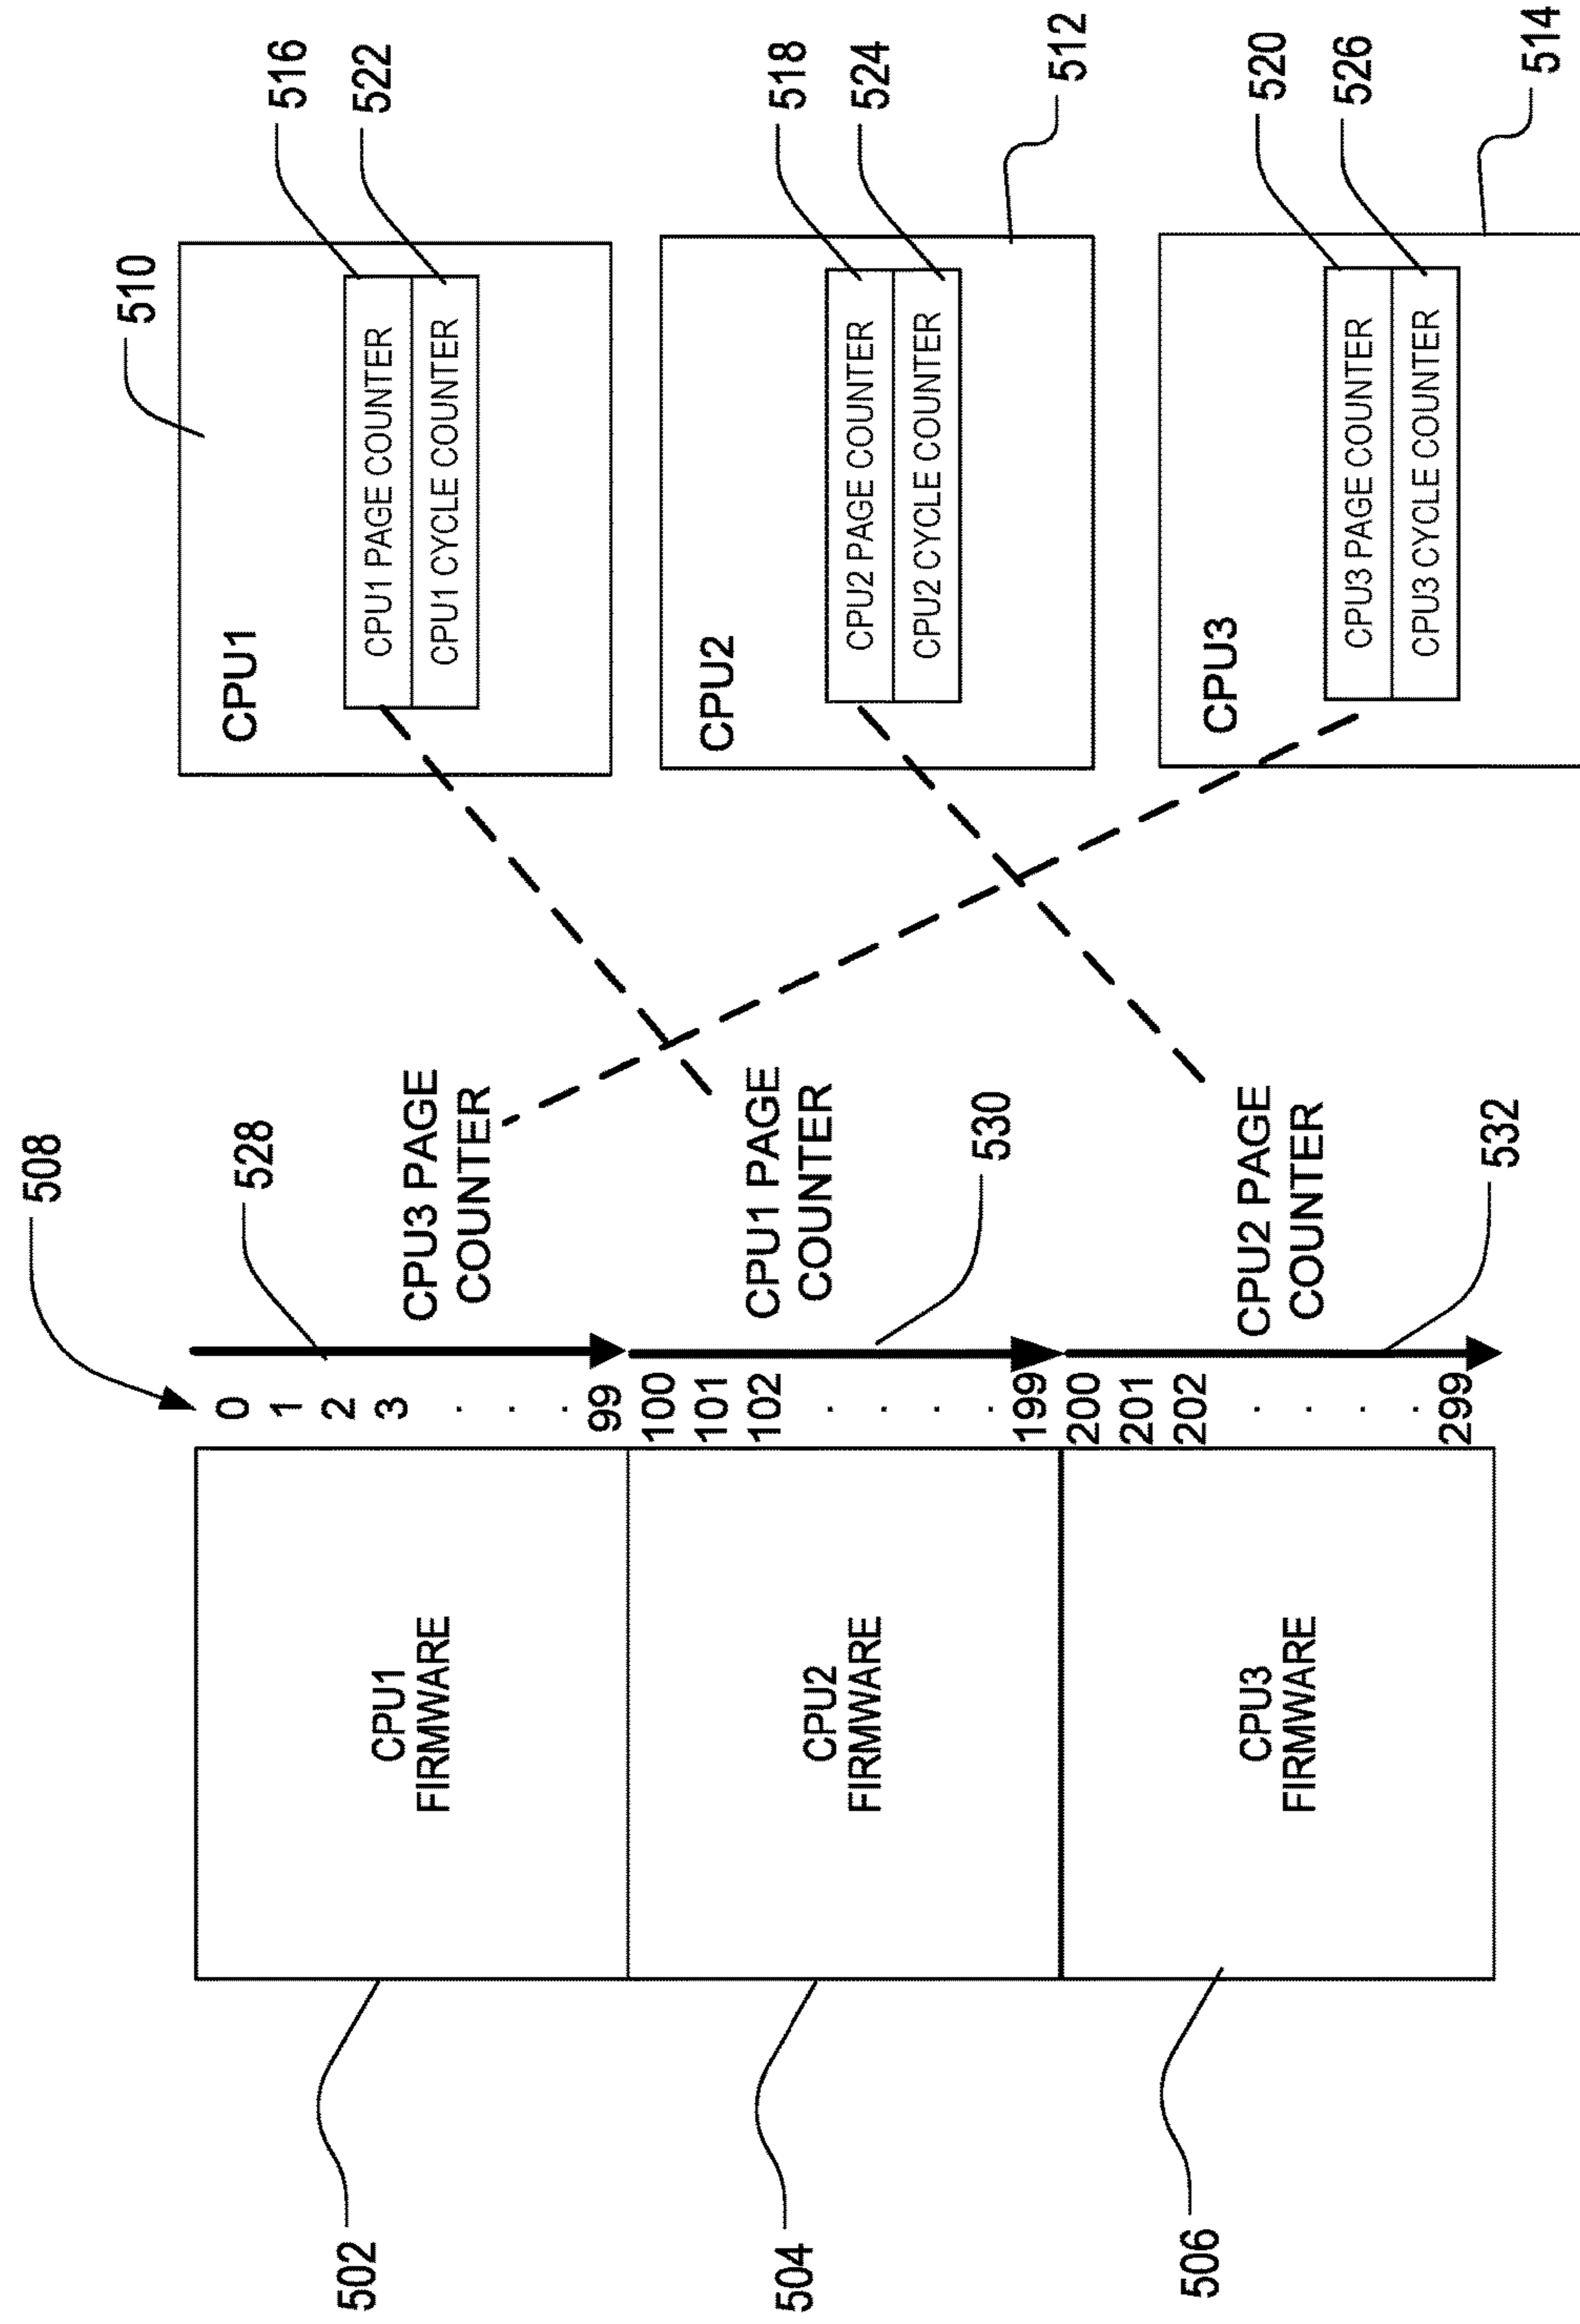 508
528
510
516
522
502
CPU1
FIRMWARE
0
1
2
3
.
.
.
99
CPU3 PAGE
COUNTER
CPU1
CPU1 PAGE COUNTER
CPU1 CYCLE COUNTER
504
CPU2
FIRMWARE
100
101
102
.
.
.
.
199
CPU1 PAGE
COUNTER
530
CPU2
CPU2 PAGE COUNTER
CPU2 CYCLE COUNTER
518
524
512
506
CPU3
FIRMWARE
200
201
202
.
.
.
.
299
CPU2 PAGE
COUNTER
532
CPU3
CPU3 PAGE COUNTER
CPU3 CYCLE COUNTER
520
526
514